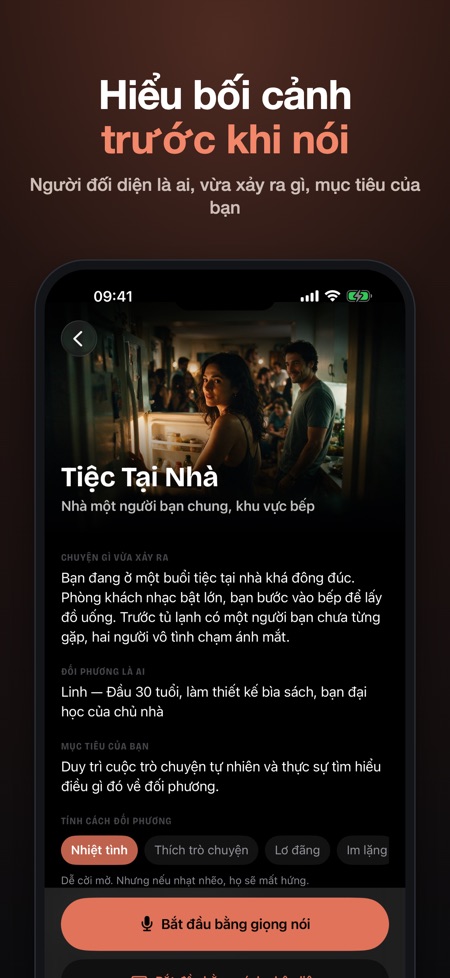 Hiểu bối cảnh
trước khi nói
Người đối diện là ai, vừa xảy ra gì, mục tiêu của
bạn
09:41
Tiệc Tại Nhà
Nhà một người bạn chung, khu vực bếp
CHUYỆN GÌ VỪA XẢY RA
Bạn đang ở một buổi tiệc tại nhà khá đông đúc.
Phòng khách nhạc bật lớn, bạn bước vào bếp để lấy
đồ uống. Trước tủ lạnh có một người bạn chưa từng
gặp, hai người vô tình chạm ánh mắt.
ĐỐI PHƯƠNG LÀ AI
Linh — Đầu 30 tuổi, làm thiết kế bìa sách, bạn đại
học của chủ nhà
MỤC TIÊU CỦA BẠN
Duy trì cuộc trò chuyện tự nhiên và thực sự tìm hiểu
điều gì đó về đối phương.
TÍNH CÁCH ĐỐI PHƯƠNG
Nhiệt tình Thích trò chuyện Lơ đãng Im lặng
Dễ cởi mở. Nhưng nếu nhạt nhẽo, họ sẽ mất hứng.
Bắt đầu bằng giọng nói